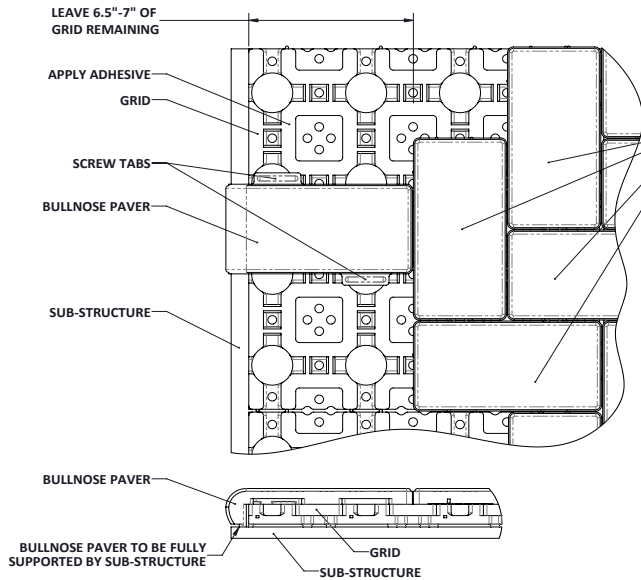 LEAVE 6.5"-7" OF
GRID REMAINING
APPLY ADHESIVE
GRID
SCREW TABS
BULLNOSE PAVER
SUB-STRUCTURE
BULLNOSE PAVER
BULLNOSE PAVER TO BE FULLY
SUPPORTED BY SUB-STRUCTURE
GRID
SUB-STRUCTURE